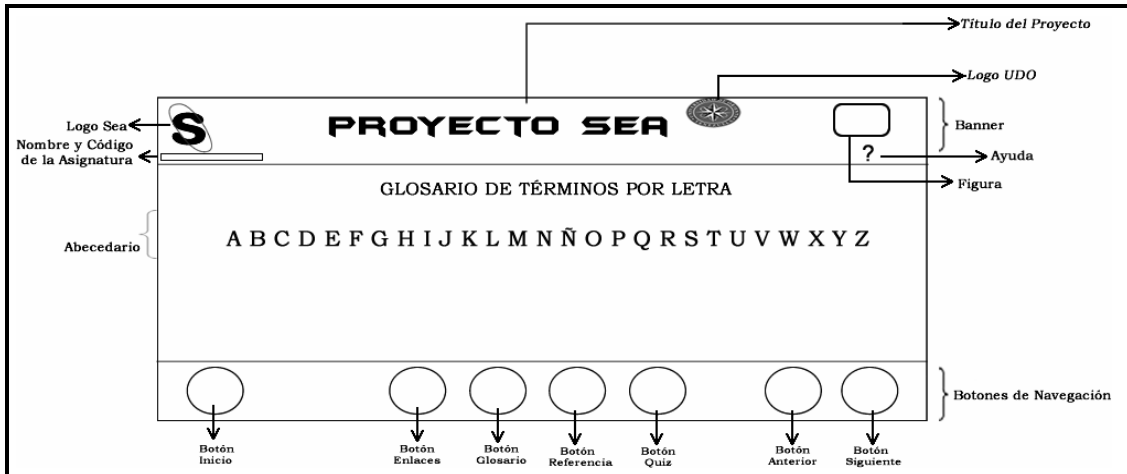 Título del Proyecto
Logo UDO
Logo Sea
S
PROYECTO SEA
Banner
Nombre y Código
de la Asignatura
?
Ayuda
Figura
GLOSARIO DE TÉRMINOS POR LETRA
Abecedario
A B C D E F G H I J K L M N Ñ O P Q R S T U V W X Y Z
Botones de Navegación
Botón
Inicio
Botón
Enlaces
Botón
Glosario
Botón
Referencia
Botón
Quiz
Botón
Anterior
Botón
Siguiente